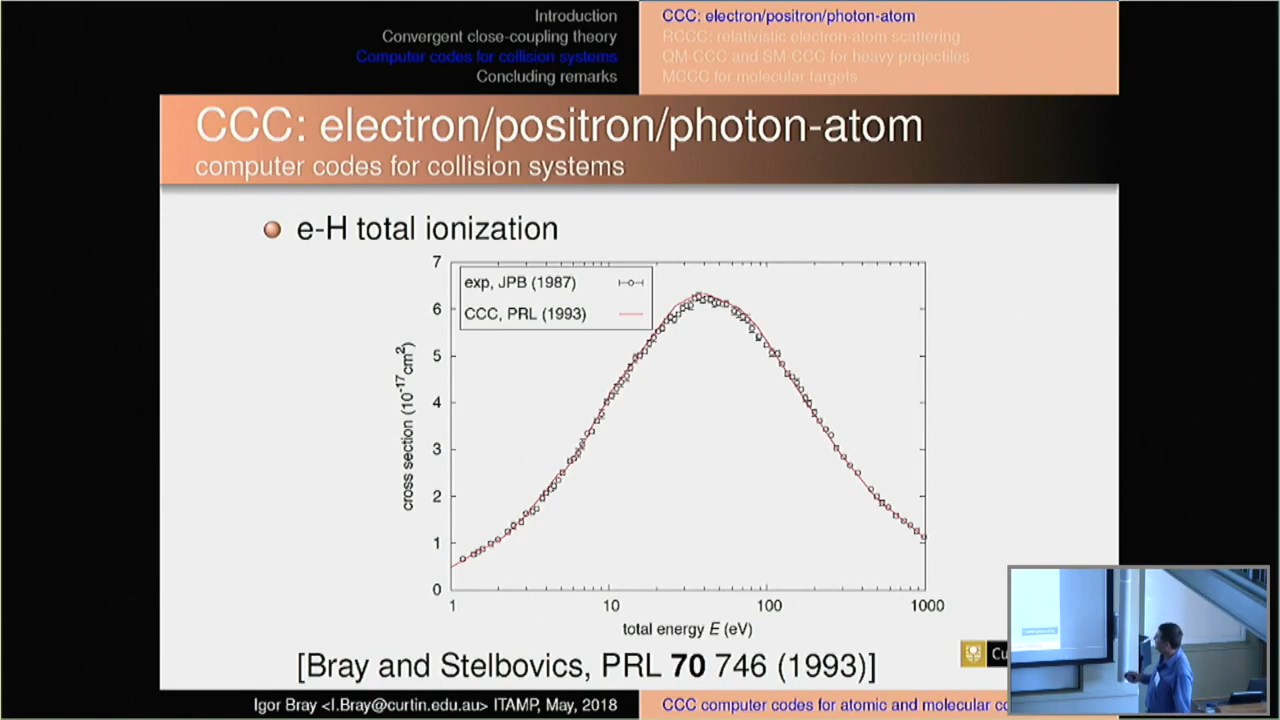 Introduction
Convergent close-coupling theory
Computer codes for collision systems
Concluding remarks
CCC: electron/positron/photon-atom
RCCC: relativistic electron-atom scattering
QM-CCC and SM-CCC for heavy projectiles
MCCC for molecular targets
CCC: electron/positron/photon-atom
computer codes for collision systems
e-H total ionization
exp, JPB (1987)
CCC, PRL (1993)
7
6
5
4
3
2
1
0
cross section (10⁻¹⁷cm²)
1 10 100 1000
total energy E (eV)
[Bray and Stelbovics, PRL 70 746 (1993)]
Cu
Igor Bray <I.Bray@curtin.edu.au> ITAMP, May, 2018
CCC computer codes for atomic and molecular co